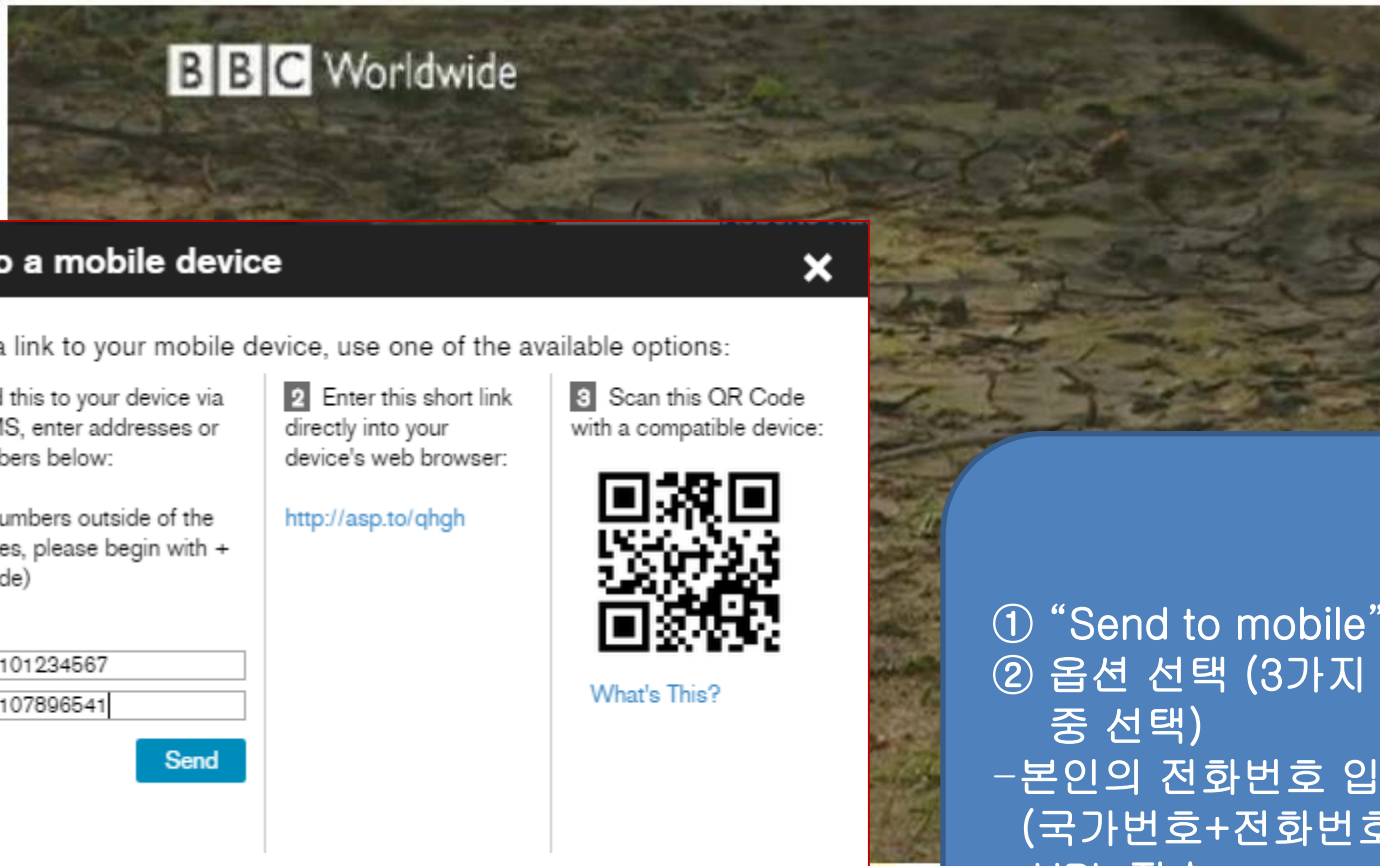 BBC Worldwide
o a mobile device
a link to your mobile device, use one of the available options:
d this to your device via
MS, enter addresses or
bers below:
umbers outside of the
es, please begin with +
de)
101234567
107896541
Send
2 Enter this short link
directly into your
device's web browser:
http://asp.to/qhgh
3 Scan this QR Code
with a compatible device:
What's This?
① “Send to mobile”
② 옵션 선택 (3가지
중 선택)
-본인의 전화번호 입
(국가번호+전화번호